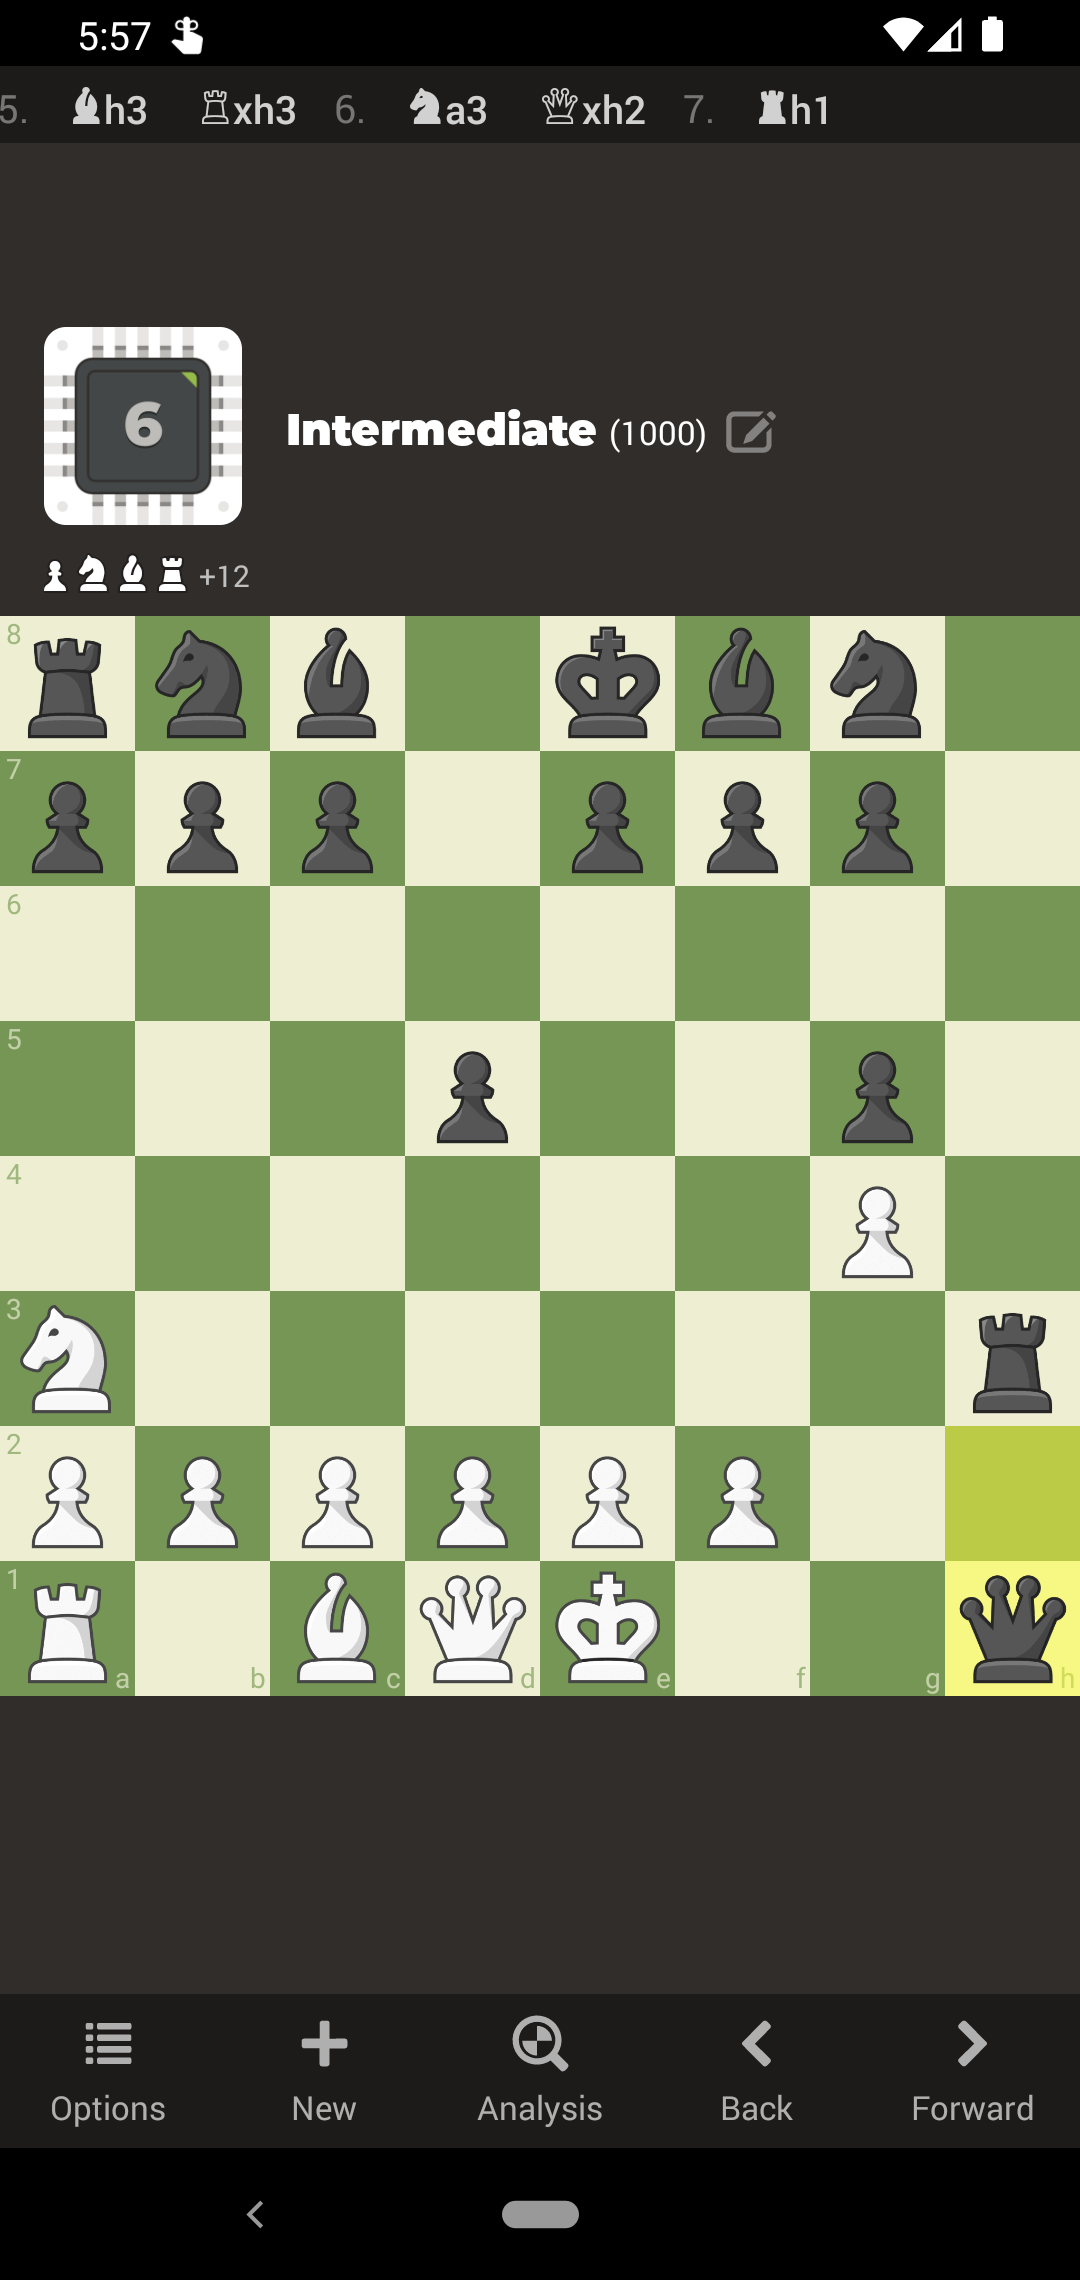 5:57
5. h3 xh3 6. a3 xh2 7. h1
6
Intermediate (1000)
+12
8
7
6
5
4
3
2
1
a b c d e f g h
Options New Analysis Back Forward